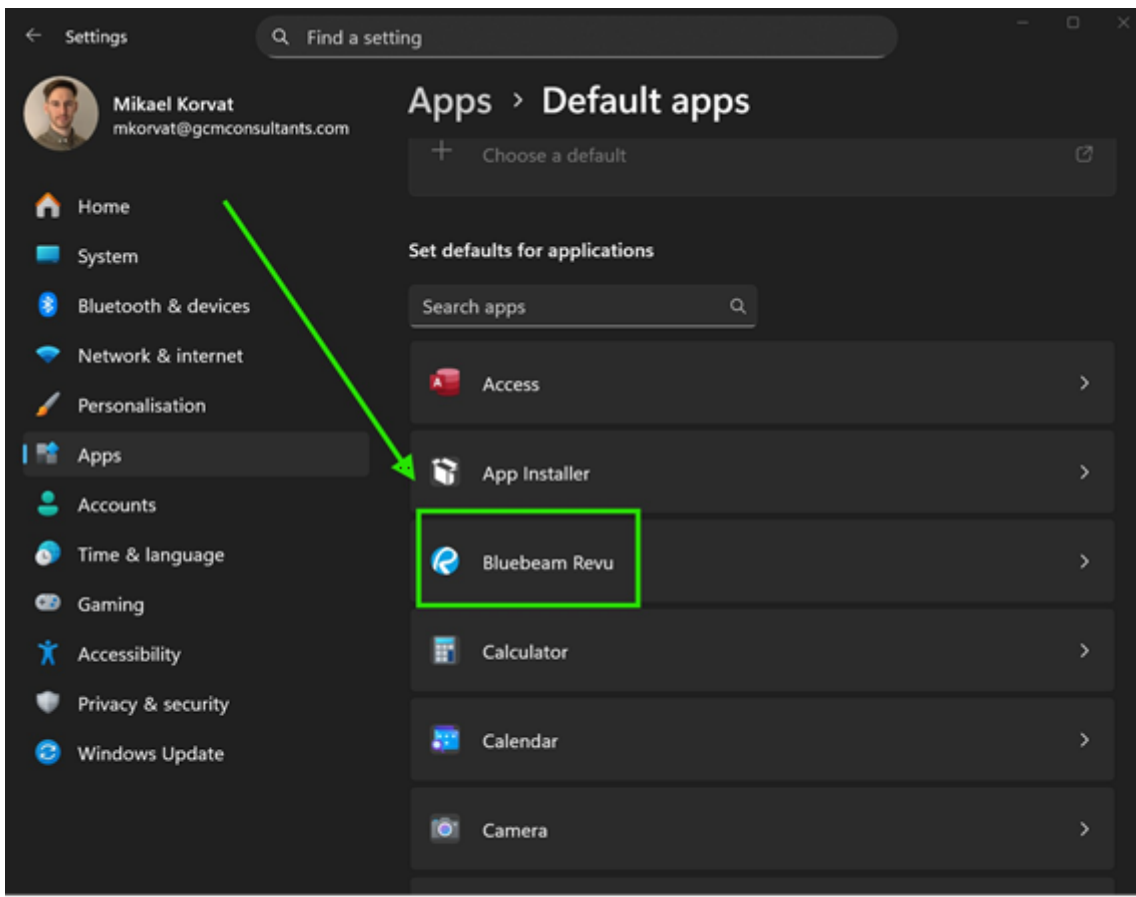 Settings
Find a setting
Mikael Korvat
mkorvat@gcmconsultants.com
Home
System
Bluetooth & devices
Network & internet
Personalisation
Apps
Accounts
Time & language
Gaming
Accessibility
Privacy & security
Windows Update
Apps > Default apps
Choose a default
Set defaults for applications
Search apps
Access
App Installer
Bluebeam Revu
Calculator
Calendar
Camera